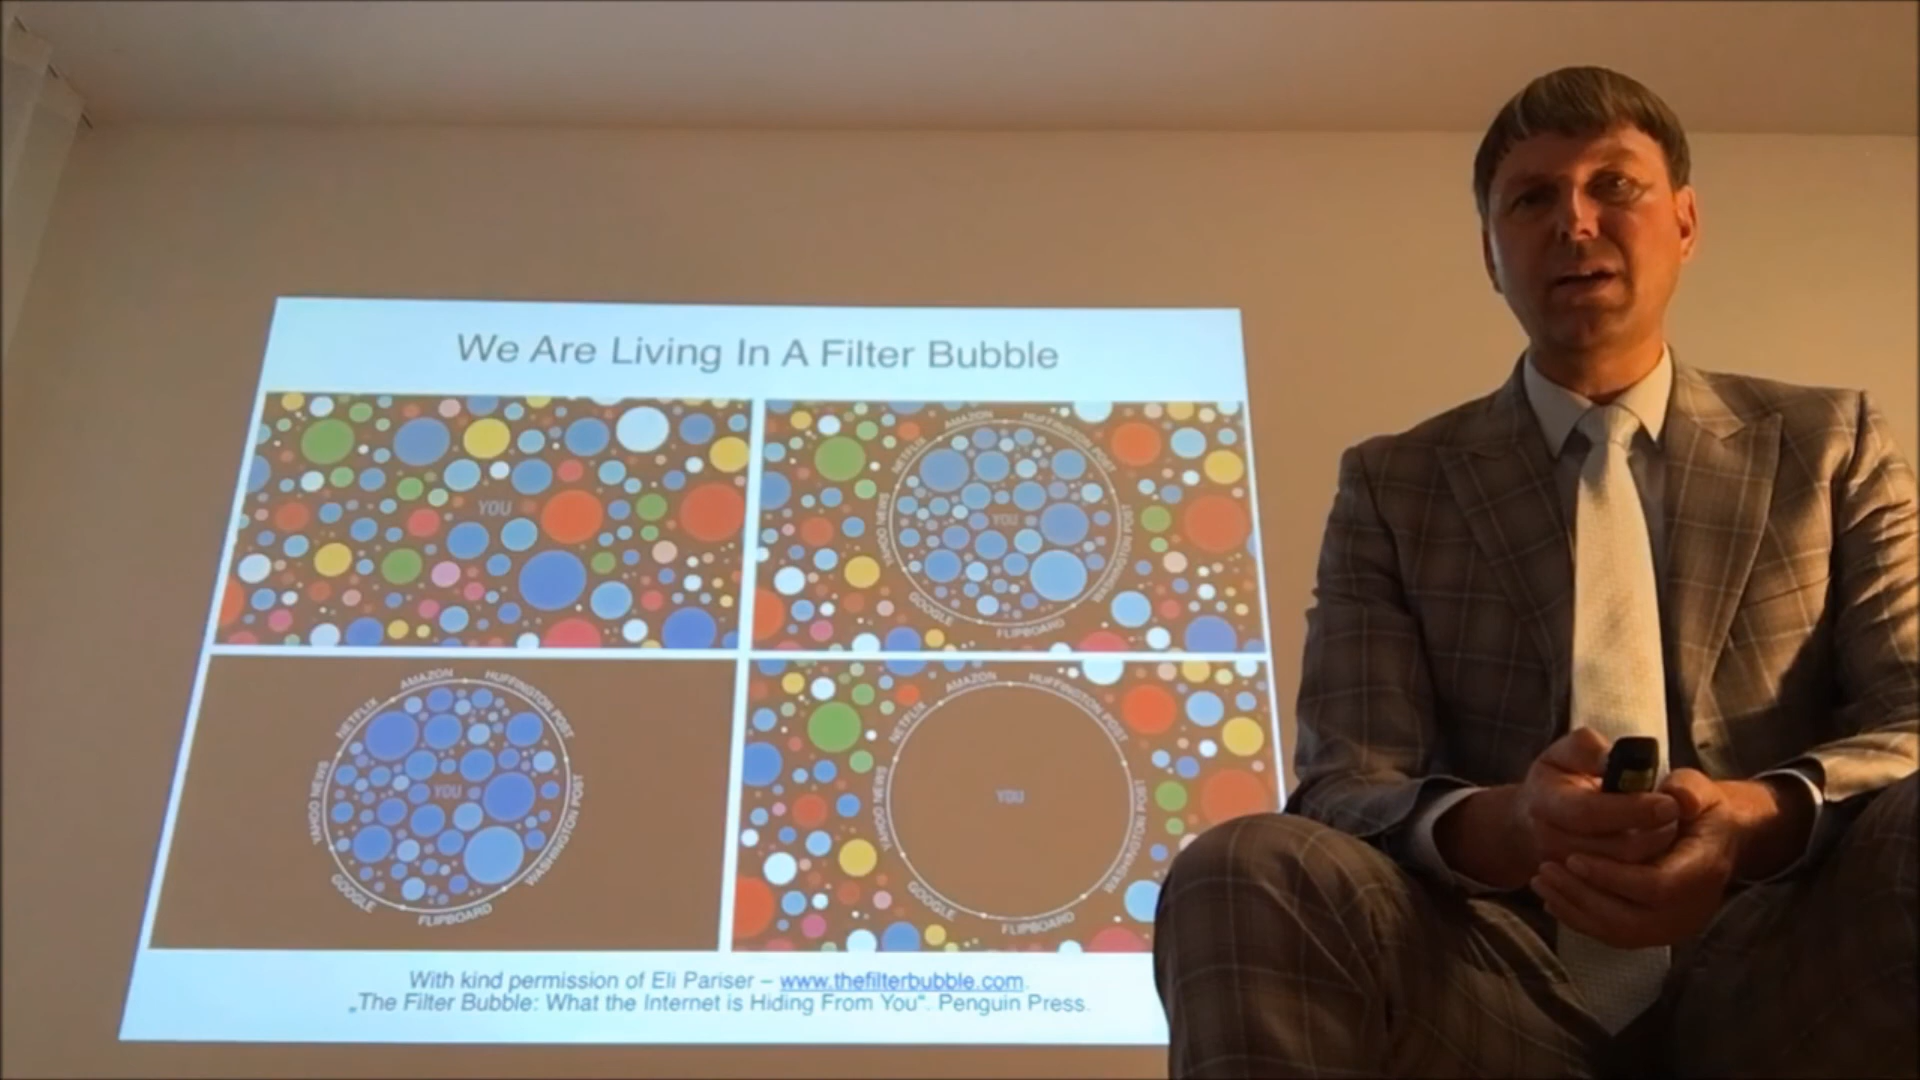 We Are Living In A Filter Bubble
YOU
AMAZON
HUFFINGTON POST
WASHINGTON POST
FLIPBOARD
GOOGLE
YAHOO NEWS
NETFLIX
YOU
AMAZON
HUFFINGTON POST
WASHINGTON POST
FLIPBOARD
GOOGLE
YAHOO NEWS
NETFLIX
YOU
AMAZON
HUFFINGTON POST
WASHINGTON POST
FLIPBOARD
GOOGLE
YAHOO NEWS
NETFLIX
YOU
With kind permission of Eli Pariser – www.thefilterbubble.com.
„The Filter Bubble: What the Internet is Hiding From You“. Penguin Press.